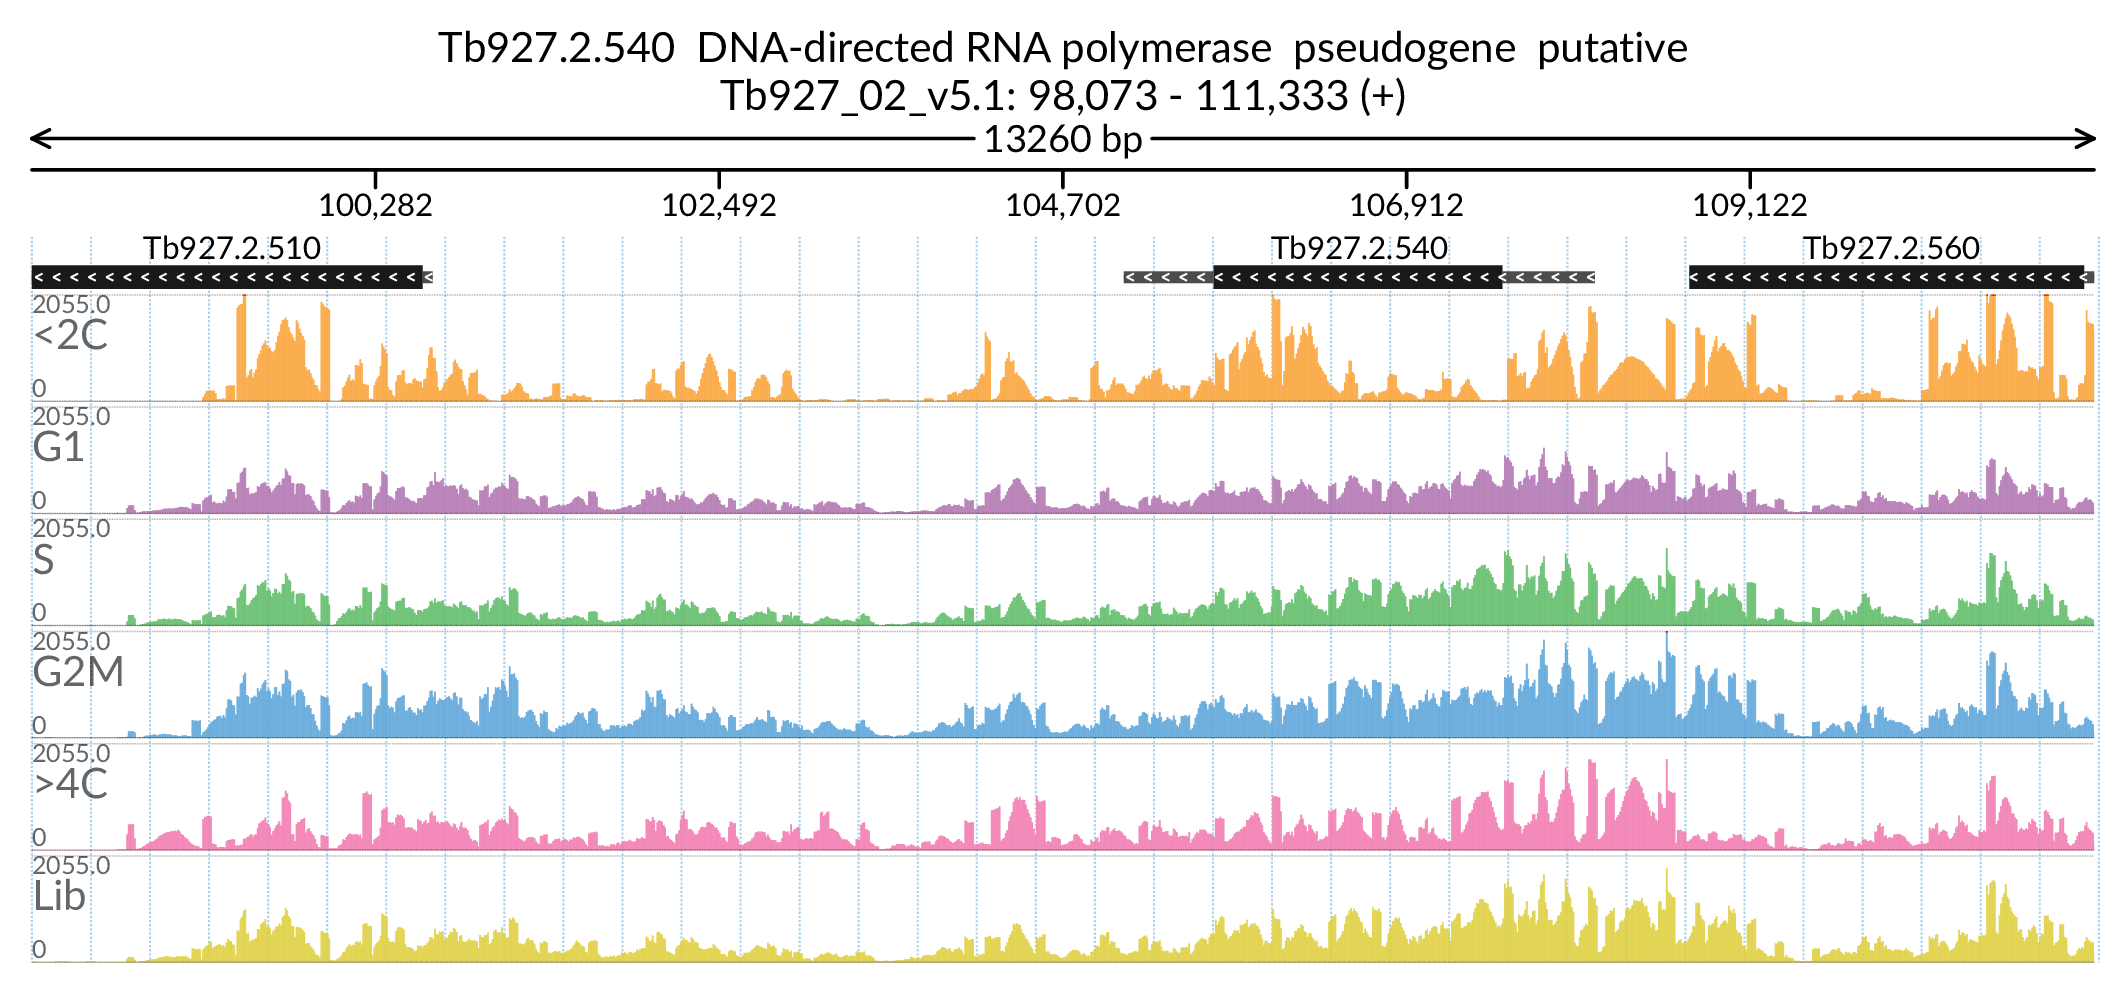 Tb927.2.540  DNA-directed RNA polymerase  pseudogene  putative
Tb927_02_v5.1: 98,073 - 111,333 (+)
13260 bp
100,282 102,492 104,702 106,912 109,122
Tb927.2.510 Tb927.2.540 Tb927.2.560
2055.0
<2C
0
2055.0
G1
0
2055.0
S
0
2055.0
G2M
0
2055.0
>4C
0
2055.0
Lib
0